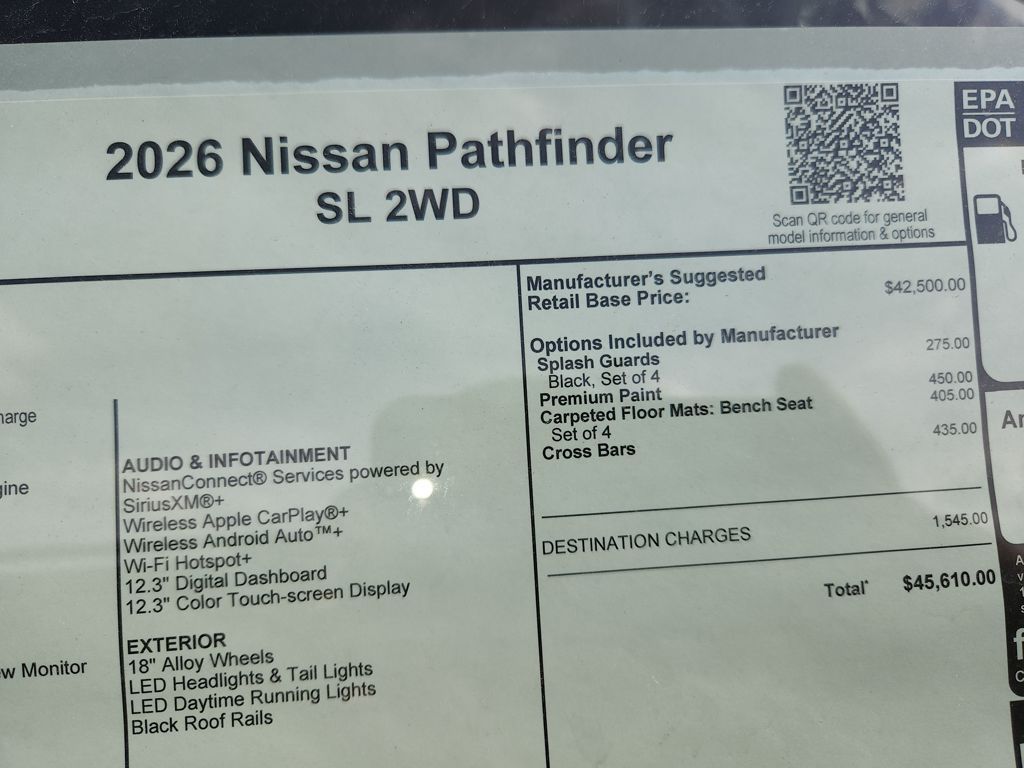 2026 Nissan Pathfinder
SL 2WD
Scan QR code for general
model information & options
EPA
DOT
Manufacturer's Suggested
Retail Base Price: $42,500.00
Options Included by Manufacturer
Splash Guards 275.00
Black, Set of 4
Premium Paint 450.00
Carpeted Floor Mats: Bench Seat 405.00
Set of 4
Cross Bars 435.00
DESTINATION CHARGES 1,545.00
Total* $45,610.00
harge
gine
ew Monitor
AUDIO & INFOTAINMENT
NissanConnect® Services powered by
SiriusXM®+
Wireless Apple CarPlay®+
Wireless Android Auto™+
Wi-Fi Hotspot+
12.3" Digital Dashboard
12.3" Color Touch-screen Display
EXTERIOR
18" Alloy Wheels
LED Headlights & Tail Lights
LED Daytime Running Lights
Black Roof Rails